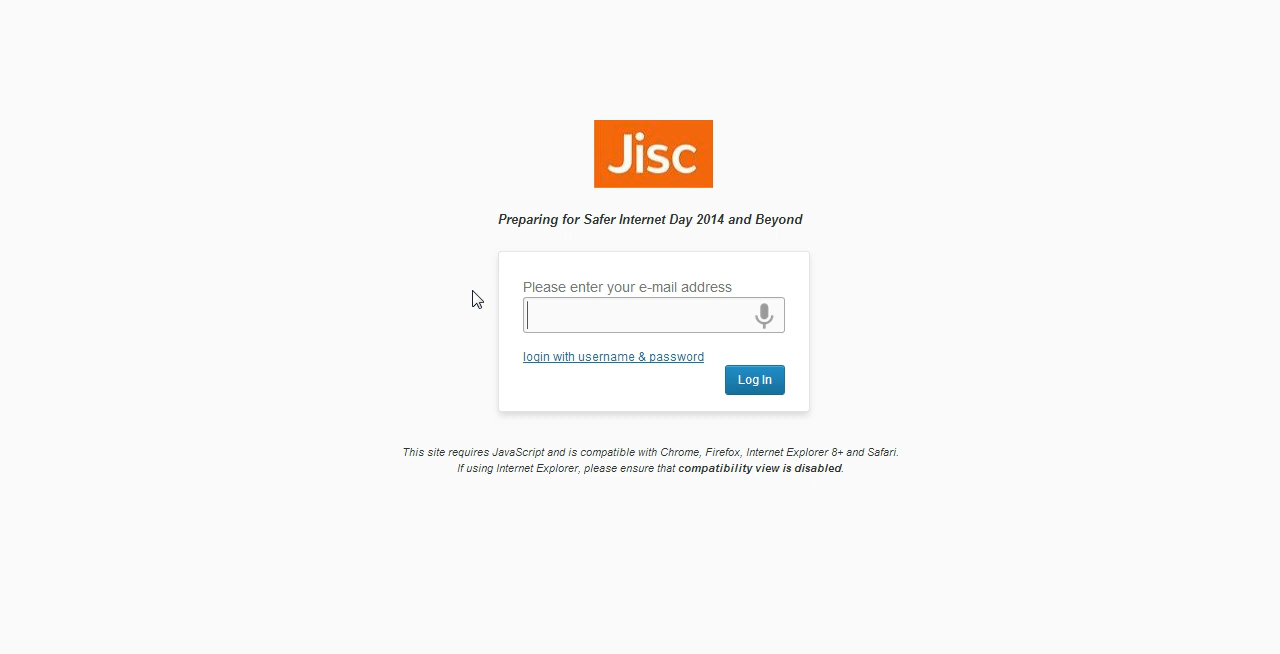 Jisc
Preparing for Safer Internet Day 2014 and Beyond
Please enter your e-mail address
login with username & password
Log In
This site requires JavaScript and is compatible with Chrome, Firefox, Internet Explorer 8+ and Safari.
If using Internet Explorer, please ensure that compatibility view is disabled.